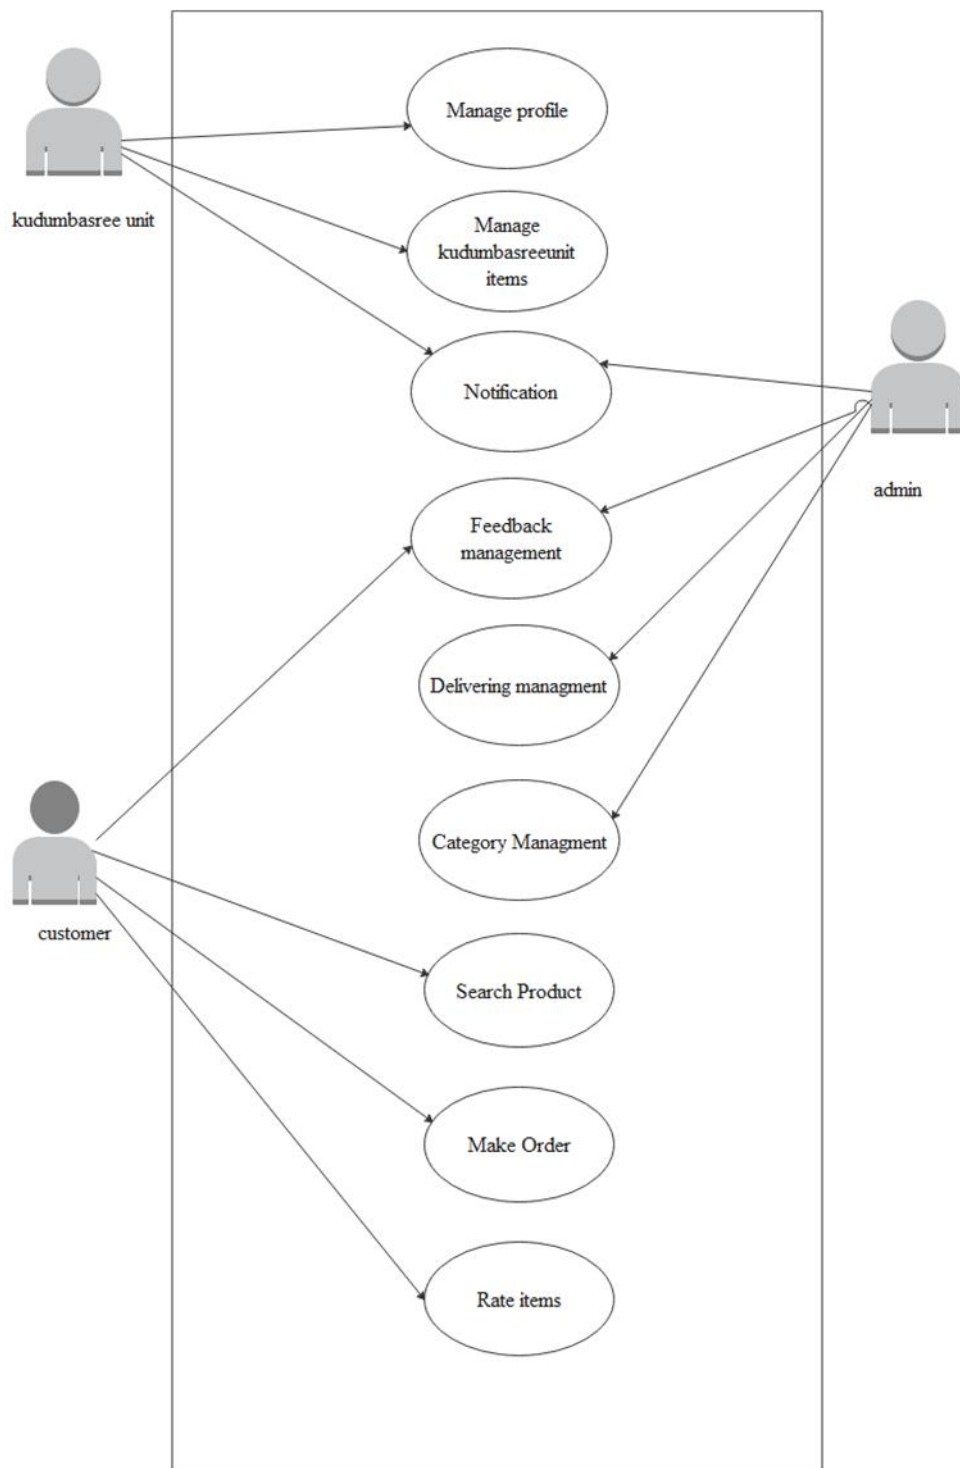 Manage profile
kudumbasree unit
Manage
kudumbasreeunit
items
Notification
admin
Feedback
management
Delivering managment
Category Managment
customer
Search Product
Make Order
Rate items